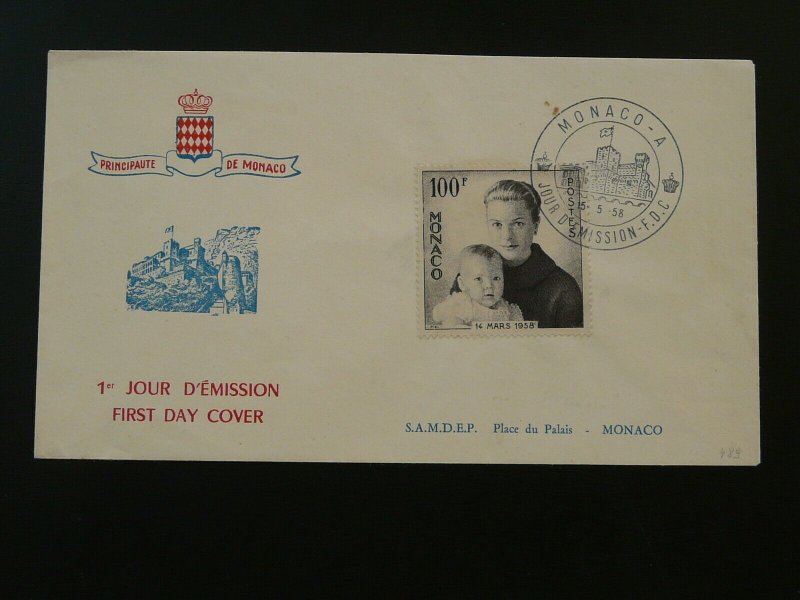 PRINCIPAUTE DE MONACO
1er JOUR D'ÉMISSION
FIRST DAY COVER
MONACO-A
15-5-58
JOUR D'EMISSION-F.D.C
100F
POSTES
MONACO
14 MARS 1958
S.A.M.D.E.P. Place du Palais - MONACO